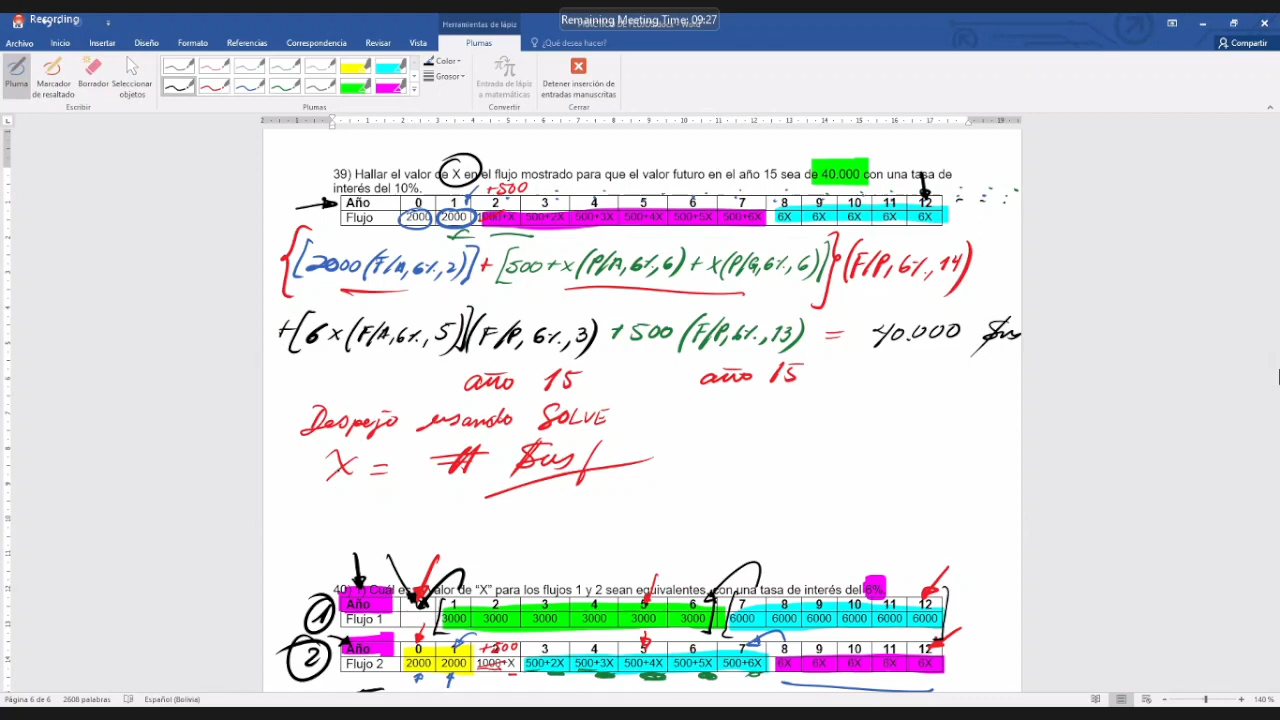 Recording
Herramientas de lápiz
Remaining Meeting Time: 09:27
Archivo Inicio Insertar Diseño Formato Referencias Correspondencia Revisar Vista Plumas ¿Qué desea hacer? Compartir
Pluma Marcador de resaltado Borrador Seleccionar objetos
Color
Grosor
Entrada de lápiz a matemáticas
Detener inserción de entradas manuscritas
Escribir Plumas Convertir Cerrar
39) Hallar el valor de X en el flujo mostrado para que el valor futuro en el año 15 sea de 40.000 con una tasa de
interés del 10%.
+500
Año 0 1 2 3 4 5 6 7 8 9 10 11 12
Flujo 2000 2000 1000+X 500+2X 500+3X 500+4X 500+5X 500+6X 6X 6X 6X 6X 6X
{[2000(F/A,6%,2)]+[500+x(P/A,6%,6)+x(P/G,6%,6)]}(F/P,6%,14)
+[6x(F/A,6%,5)](F/P,6%,3) +500(F/P,6%,13) = 40.000 $us
año 15 año 15
Despejo usando SOLVE
X = # $us
40) 1) Cuál es valor de “X” para los flujos 1 y 2 sean equivalentes, con una tasa de interés del 6%.
1
Año 1 2 3 4 5 6 7 8 9 10 11 12
Flujo 1 3000 3000 3000 3000 3000 3000 6000 6000 6000 6000 6000 6000
+500
2
Año 0 1 2 3 4 5 6 7 8 9 10 11 12
Flujo 2 2000 2000 1000+X 500+2X 500+3X 500+4X 500+5X 500+6X 6X 6X 6X 6X 6X
Página 6 de 6 2608 palabras Español (Bolivia) 140 %